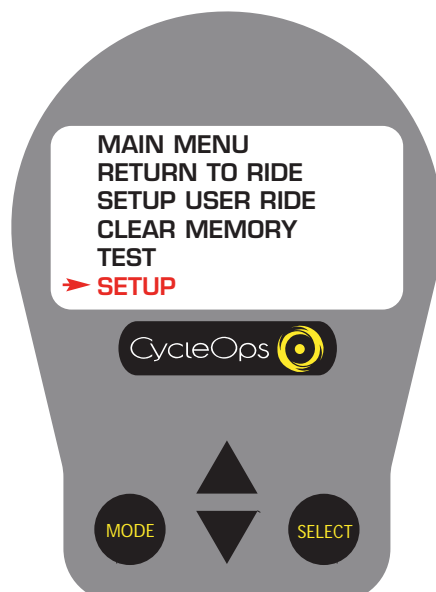 MAIN MENU
RETURN TO RIDE
SETUP USER RIDE
CLEAR MEMORY
TEST
SETUP
CycleOps
MODE
SELECT